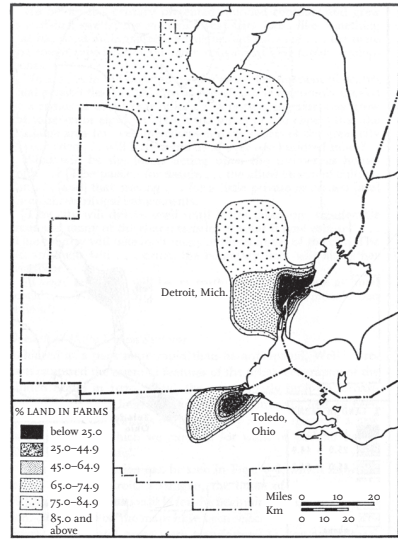 Detroit, Mich.
Toledo,
Ohio
% LAND IN FARMS
below 25.0
25.0–44.9
45.0–64.9
65.0–74.9
75.0–84.9
85.0 and
above
Miles 0 10 20
Km 0 10 20